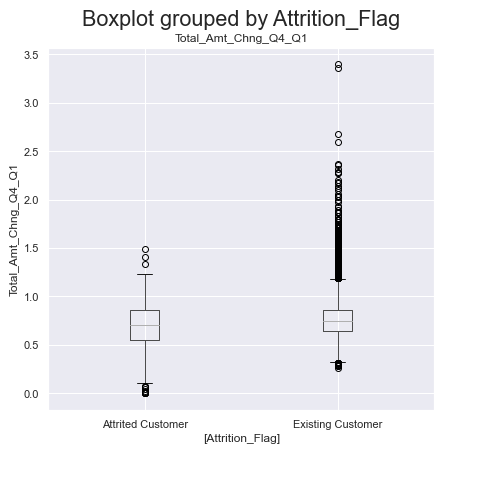 Boxplot grouped by Attrition_Flag
Total_Amt_Chng_Q4_Q1
3.5
3.0
2.5
2.0
1.5
1.0
0.5
0.0
Total_Amt_Chng_Q4_Q1
Attrited Customer
Existing Customer
[Attrition_Flag]